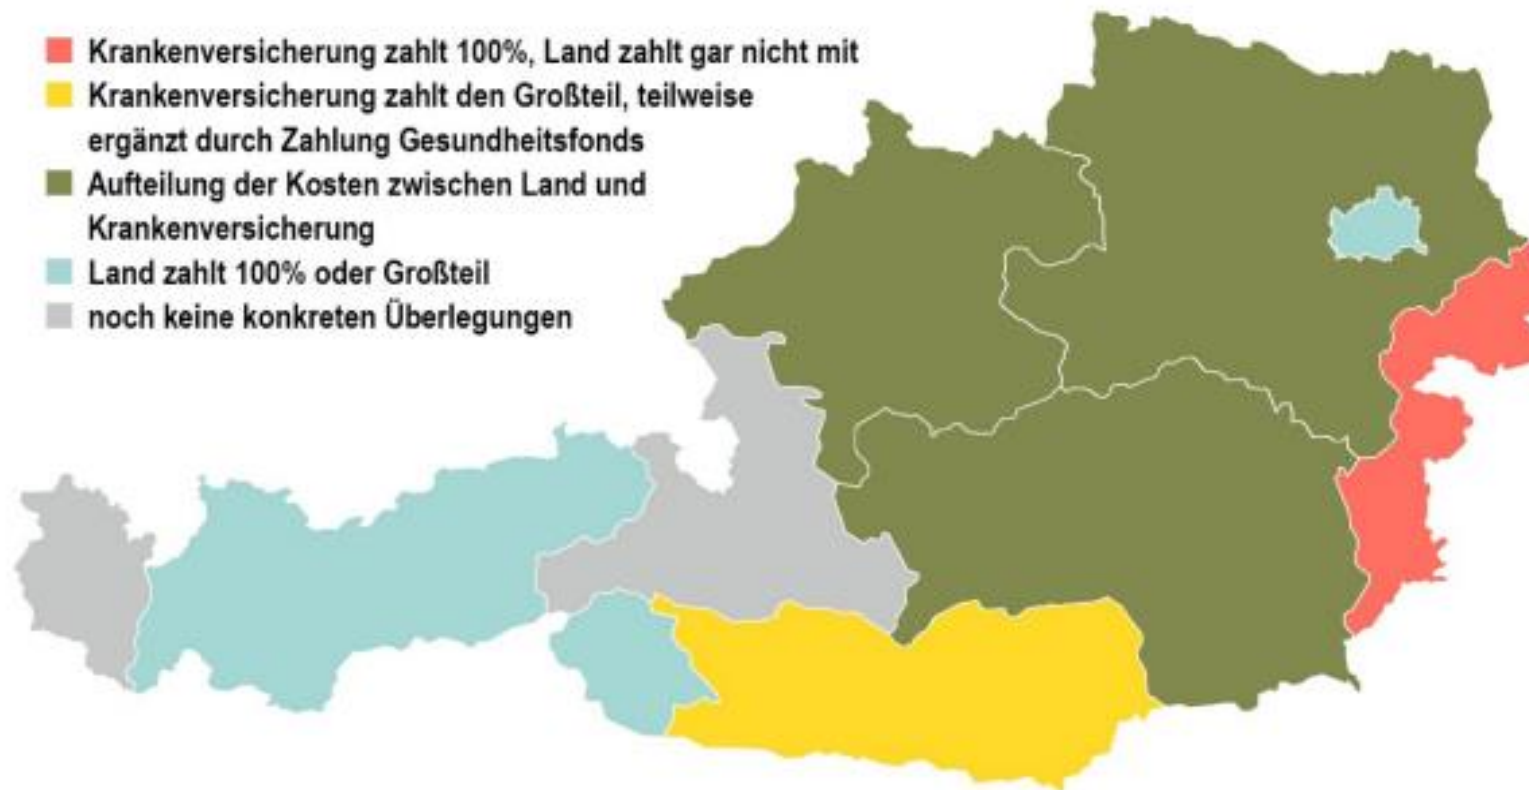 Krankenversicherung zahlt 100%, Land zahlt gar nicht mit
Krankenversicherung zahlt den Großteil, teilweise
ergänzt durch Zahlung Gesundheitsfonds
Aufteilung der Kosten zwischen Land und
Krankenversicherung
Land zahlt 100% oder Großteil
noch keine konkreten Überlegungen